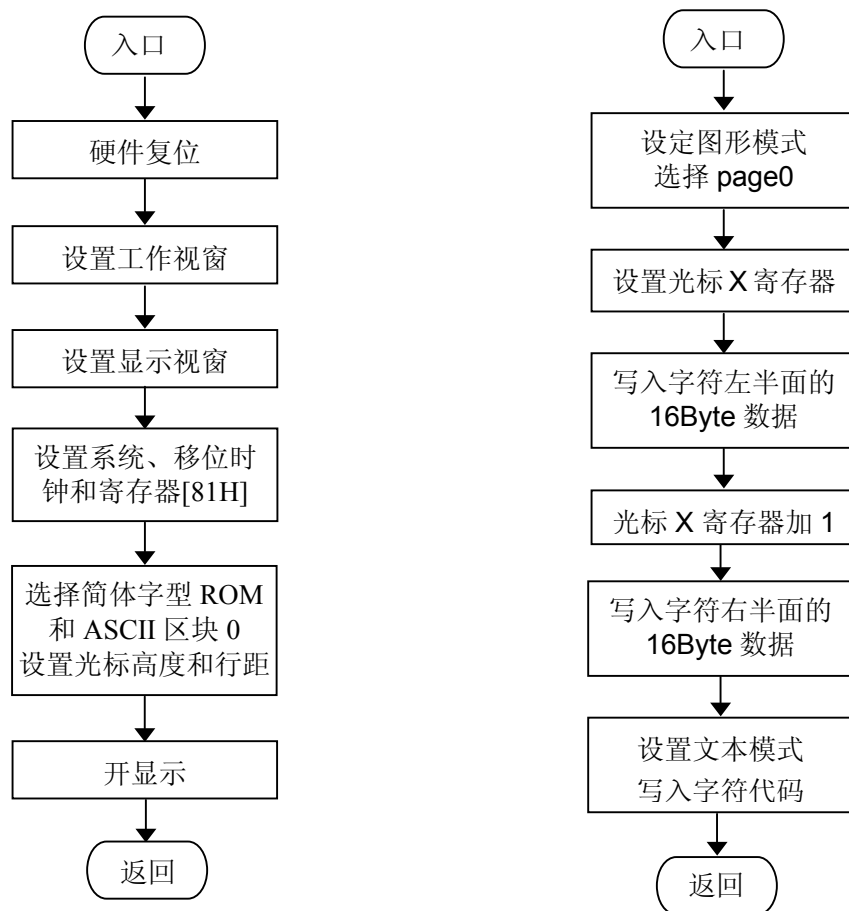 入口
硬件复位
设置工作视窗
设置显示视窗
设置系统、移位时
钟和寄存器[81H]
选择简体字型 ROM
和 ASCII 区块 0
设置光标高度和行距
开显示
返回
入口
设定图形模式
选择 page0
设置光标 X 寄存器
写入字符左半面的
16Byte 数据
光标 X 寄存器加 1
写入字符右半面的
16Byte 数据
设置文本模式
写入字符代码
返回